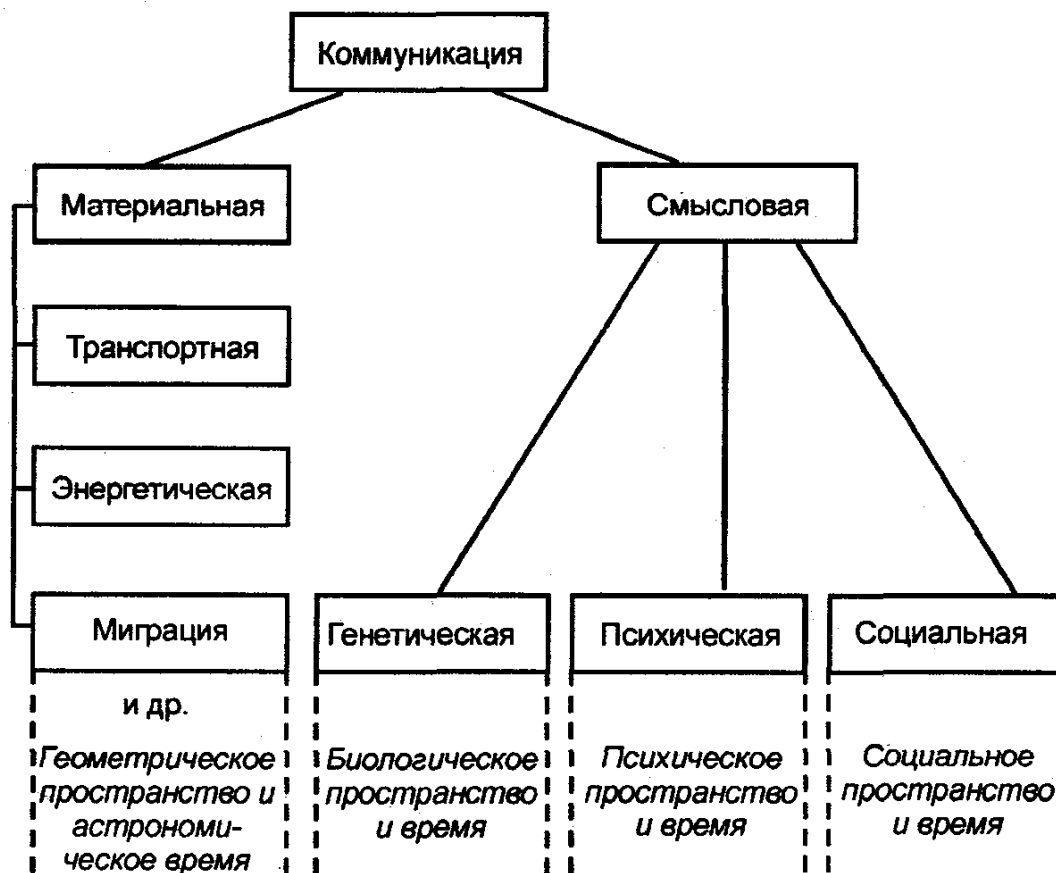 Коммуникация
Материальная
Смысловая
Транспортная
Энергетическая
Миграция
и др.
Геометрическое
пространство и
астрономи-
ческое время
Генетическая
Биологическое
пространство
и время
Психическая
Психическое
пространство
и время
Социальная
Социальное
пространство
и время